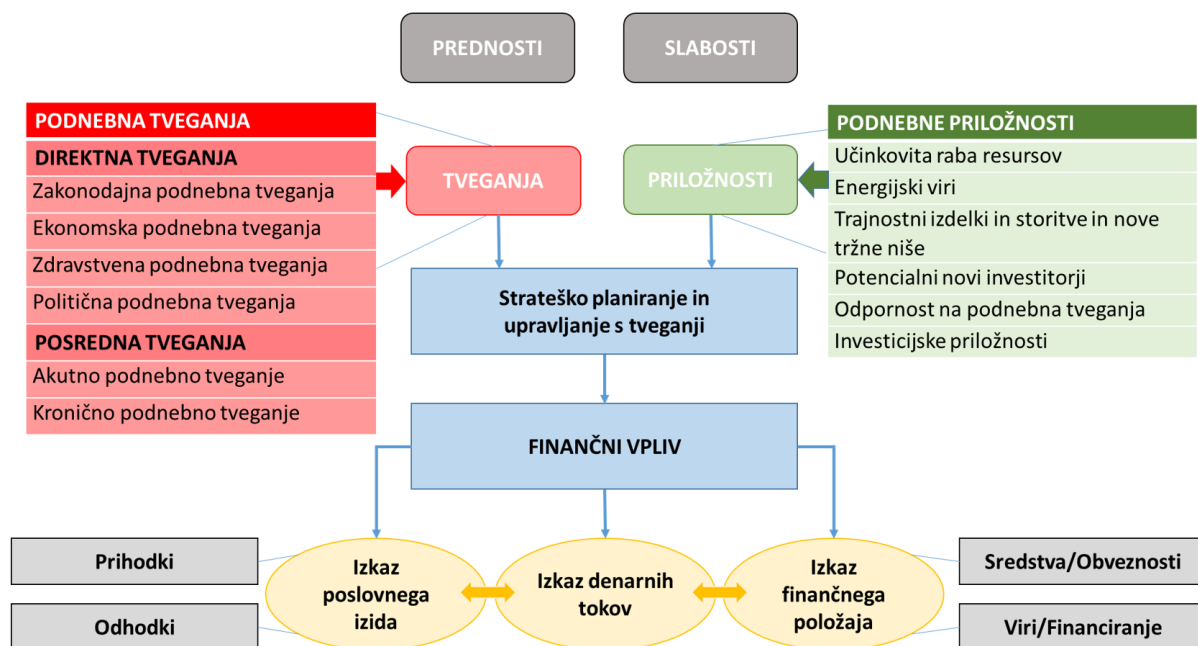 PREDNOSTI
SLABOSTI
PODNEBNA TVEGANJA
DIREKTNA TVEGANJA
Zakonodajna podnebna tveganja
Ekonomska podnebna tveganja
Zdravstvena podnebna tveganja
Politična podnebna tveganja
POSREDNA TVEGANJA
Akutno podnebno tveganje
Kronično podnebno tveganje
TVEGANJA
PRILOŽNOSTI
PODNEBNE PRILOŽNOSTI
Učinkovita raba resursov
Energijski viri
Trajnostni izdelki in storitve in nove
tržne niše
Potencialni novi investitorji
Odpornost na podnebna tveganja
Investicijske priložnosti
Strateško planiranje in
upravljanje s tveganji
FINANČNI VPLIV
Prihodki
Odhodki
Izkaz
poslovnega
izida
Izkaz denarnih
tokov
Izkaz
finančnega
položaja
Sredstva/Obveznosti
Viri/Financiranje